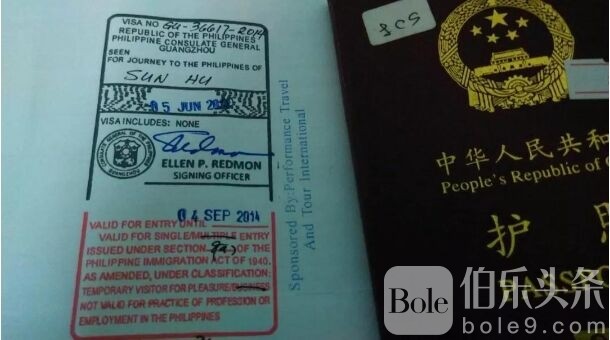 VISA NO GU-36617-2014
REPUBLIC OF THE PHILIPPINES
PHILIPPINE CONSULATE GENERAL
GUANGZHOU
SEEN
FOR JOURNEY TO THE PHILIPPINES OF
SUN HU
05 JUN
VISA INCLUDES: NONE
ELLEN P. REDMON
SIGNING OFFICER
VALID FOR ENTRY UNTIL 04 SEP 2014
VALID FOR SINGLE/MULTIPLE ENTRY
ISSUED UNDER SECTION 9(a) OF THE
PHILIPPINE IMMIGRATION ACT OF 1940.
AS AMENDED, UNDER CLASSIFICATION:
TEMPORARY VISITOR FOR PLEASURE/BUSINESS
NOT VALID FOR PRACTICE OF PROFESSION OR
EMPLOYMENT IN THE PHILIPPINES
Sponsored By:Performance Travel
And Tour International
中华人民共和
People's Republic of
护
PASS
Bole
伯乐头条
bole9.com